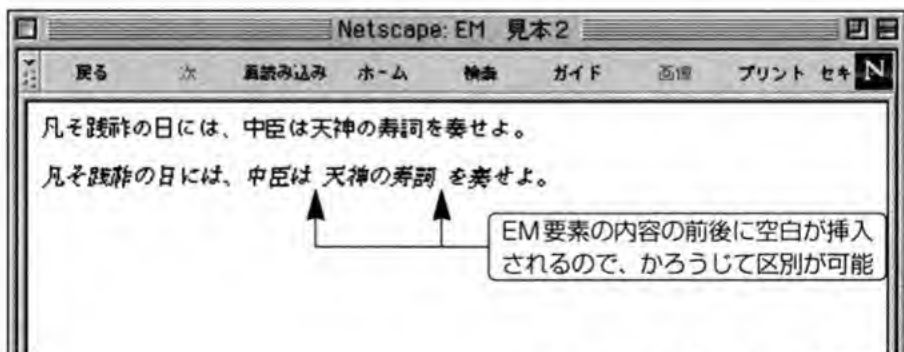 Netscape: EM 見本2
戻る 次 再読み込み ホーム 検索 ガイド 画像 プリント セキ N
凡そ践祚の日には、中臣は天神の寿詞を奏せよ。
凡そ践祚の日には、中臣は 天神の寿詞 を奏せよ。
EM要素の内容の前後に空白が挿入
されるので、かろうじて区別が可能